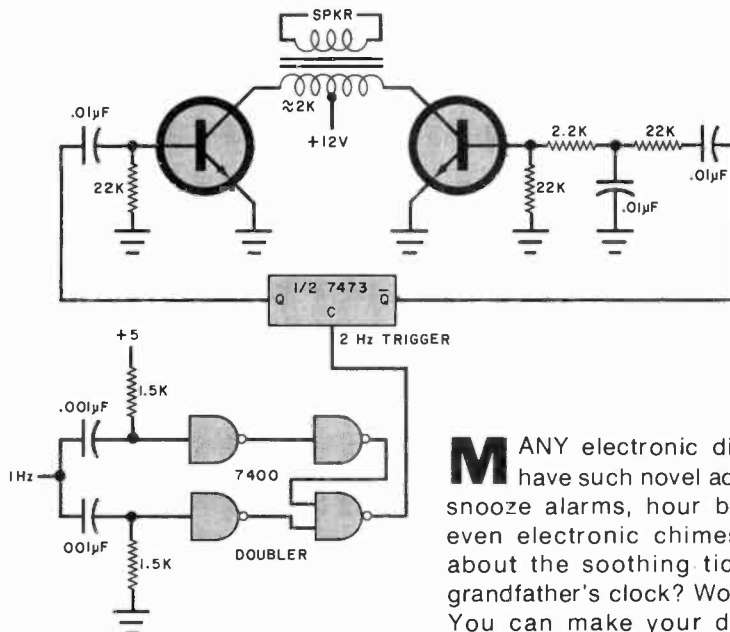 SPKR
≈2K
+12V
.01µF
22K
2.2K
22K
.01µF
22K
.01µF
Q
1/2 7473
Q̅
C
2 Hz TRIGGER
+5
1.5K
.001µF
1Hz
7400
001µF
DOUBLER
1.5K
MANY electronic di
have such novel ad
snooze alarms, hour b
even electronic chimes
about the soothing tic
grandfather's clock? Wo
You can make your d